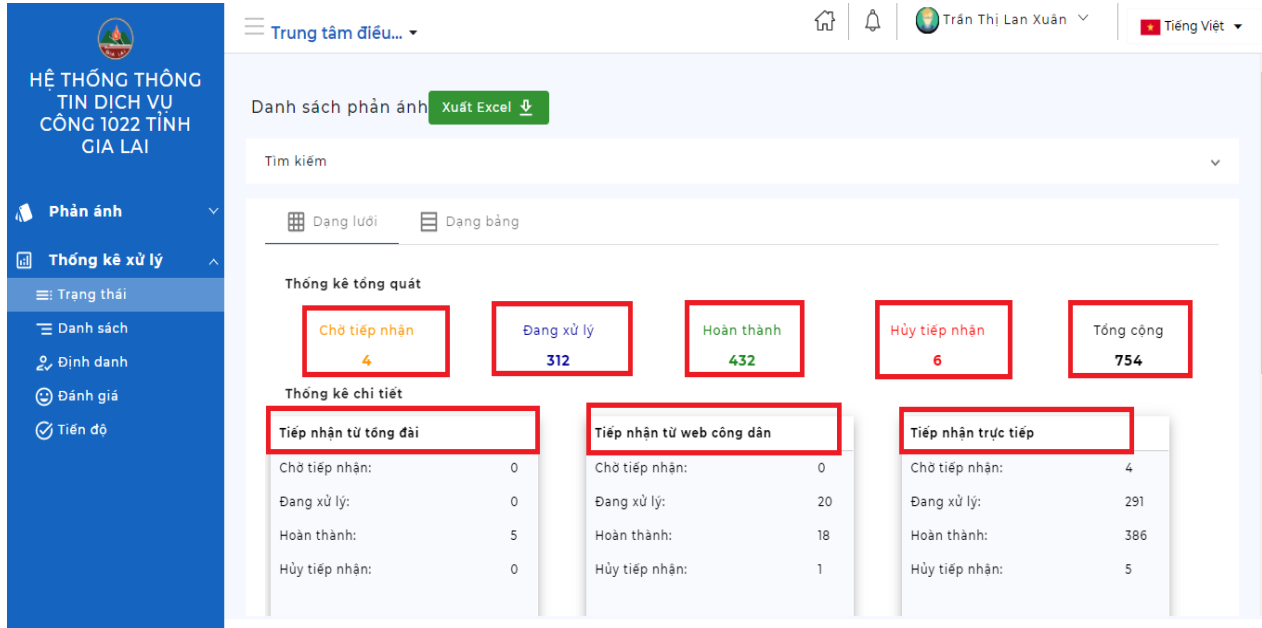 GIA LAI
HỆ THỐNG THÔNG
TIN DỊCH VỤ
CÔNG 1022 TỈNH
GIA LAI
Phản ánh
Thống kê xử lý
Trạng thái
Danh sách
Định danh
Đánh giá
Tiến độ
Trung tâm điều...
Trần Thị Lan Xuân
Tiếng Việt
Danh sách phản ánh
Xuất Excel
Tìm kiếm
Dạng lưới
Dạng bảng
Thống kê tổng quát
Chờ tiếp nhận
4
Đang xử lý
312
Hoàn thành
432
Hủy tiếp nhận
6
Tổng cộng
754
Thống kê chi tiết
Tiếp nhận từ tổng đài
Chờ tiếp nhận: 0
Đang xử lý: 0
Hoàn thành: 5
Hủy tiếp nhận: 0
Tiếp nhận từ web công dân
Chờ tiếp nhận: 0
Đang xử lý: 20
Hoàn thành: 18
Hủy tiếp nhận: 1
Tiếp nhận trực tiếp
Chờ tiếp nhận: 4
Đang xử lý: 291
Hoàn thành: 386
Hủy tiếp nhận: 5